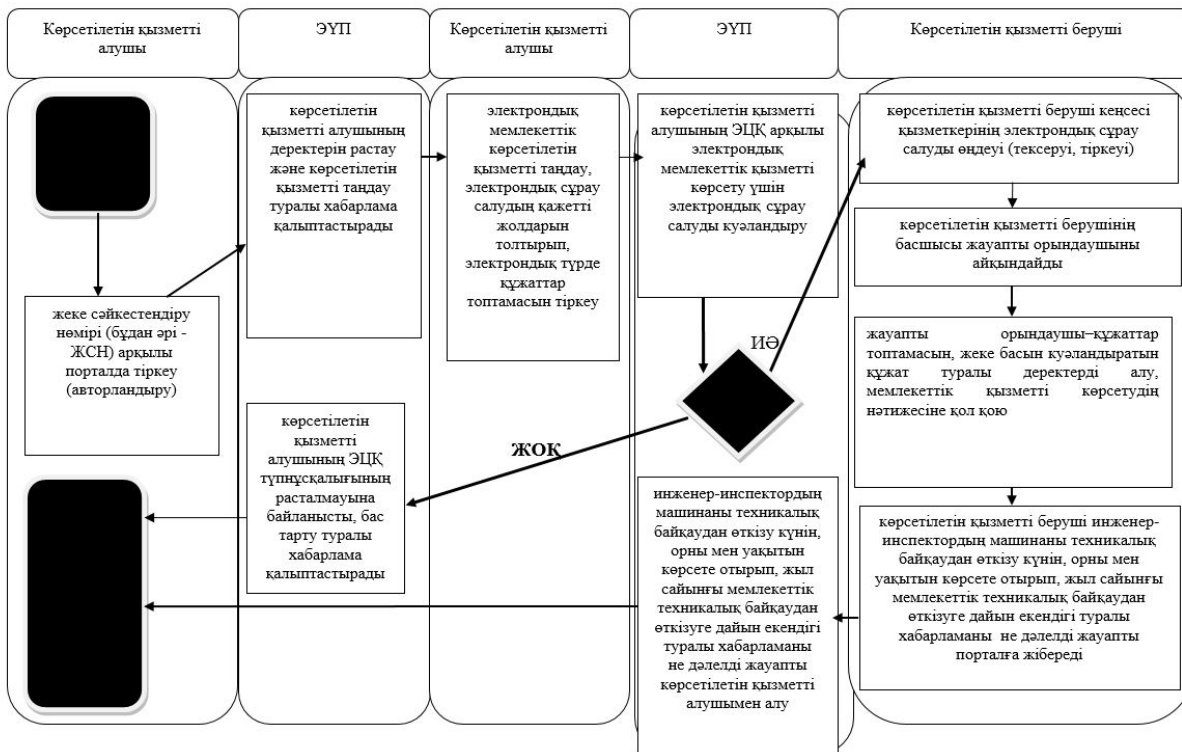 Көрсетілетін қызметті
алушы
ЭҮП
Көрсетілетін қызметті
алушы
ЭҮП
Көрсетілетін қызметті беруші
жеке сәйкестендіру
нөмірі (бұдан әрі -
ЖСН) арқылы
порталда тіркеу
(авторландыру)
көрсетілетін
қызметті алушының
деректерін растау
және көрсетілетін
қызметті таңдау
туралы хабарлама
қалыптастырады
электрондық
мемлекеттік
көрсетілетін
қызметті таңдау,
электрондық сұрау
салудың қажетті
жолдарын
толтырып,
электрондық түрде
құжаттар
топтамасын тіркеу
көрсетілетін қызметті
алушының ЭЦҚ арқылы
электрондық
мемлекеттік қызметті
көрсету үшін
электрондық сұрау
салуды куәландыру
ИӘ
ЖОҚ
көрсетілетін
қызметті
алушының ЭЦҚ
түпнұсқалығының
расталмауына
байланысты, бас
тарту туралы
хабарлама
қалыптастырады
көрсетілетін қызметті беруші кеңсесі
қызметкерінің электрондық сұрау
салуды өңдеуі (тексеруі, тіркеуі)
көрсетілетін қызметті берушінің
басшысы жауапты орындаушыны
айқындайды
жауапты орындаушы–құжаттар
топтамасын, жеке басын куәландыратын
құжат туралы деректерді алу,
мемлекеттік қызметті көрсетудің
нәтижесіне қол қою
көрсетілетін қызметті беруші инженер-
инспектордың машинаны техникалық
байқаудан өткізу күнін, орны мен
уақытын көрсете отырып, жыл сайынғы
мемлекеттік техникалық байқаудан
өткізуге дайын екендігі туралы
хабарламаны не дәлелді жауапты
порталға жібереді
инженер-инспектордың
машинаны техникалық
байқаудан өткізу күнін,
орны мен уақытын
көрсете отырып, жыл
сайынғы мемлекеттік
техникалық байқаудан
өткізуге дайын екендігі
туралы хабарламаны
не дәлелді жауапты
көрсетілетін қызметті
алушымен алу